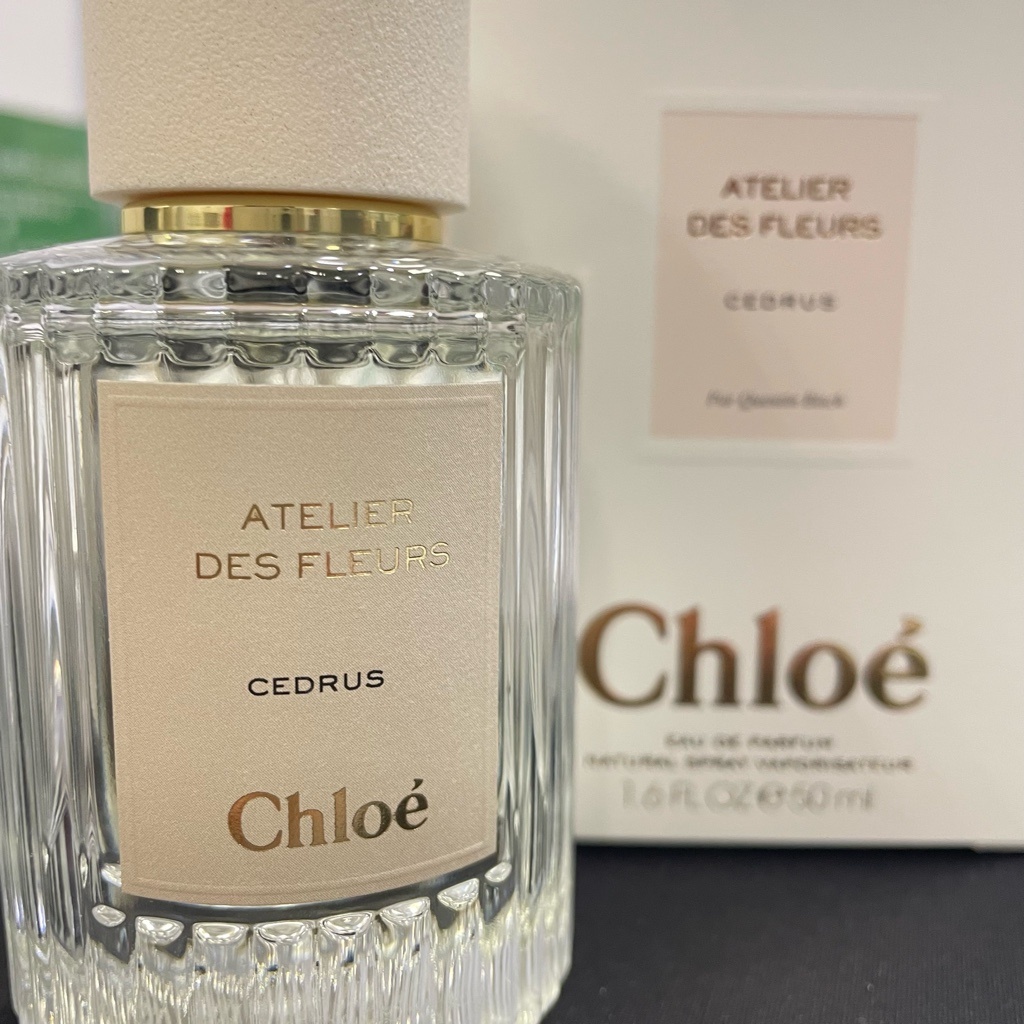 ATELIER
DES FLEURS
CEDRUS
Chloé
ATELIER
DES FLEURS
CEDRUS
Chloé
EAU DE PARFUM
NATURAL SPRAY VAPORISATEUR
1.6 FL OZ ℮ 50 ml